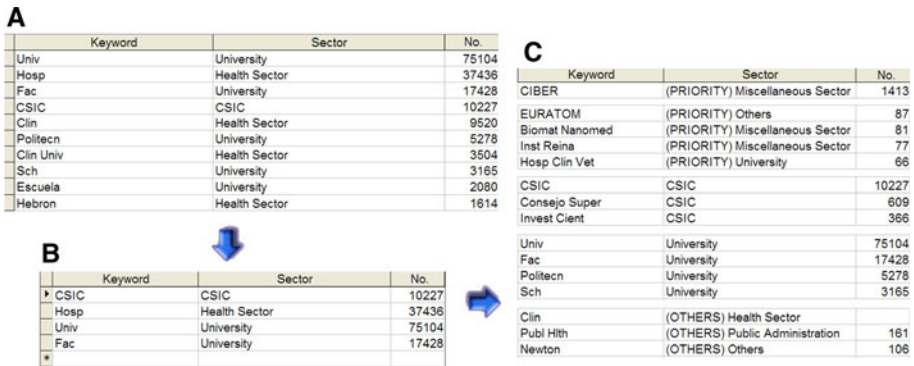 A
Keyword Sector No.
Univ University 75104
Hosp Health Sector 37436
Fac University 17428
CSIC CSIC 10227
Clin Health Sector 9520
Politecn University 5278
Clin Univ Health Sector 3504
Sch University 3165
Escuela University 2080
Hebron Health Sector 1614
B
Keyword Sector No.
CSIC CSIC 10227
Hosp Health Sector 37436
Univ University 75104
Fac University 17428
*
C
Keyword Sector No.
CIBER (PRIORITY) Miscellaneous Sector 1413
EURATOM (PRIORITY) Others 87
Biomat Nanomed (PRIORITY) Miscellaneous Sector 81
Inst Reina (PRIORITY) Miscellaneous Sector 77
Hosp Clin Vet (PRIORITY) University 66
CSIC CSIC 10227
Consejo Super CSIC 609
Invest Cient CSIC 366
Univ University 75104
Fac University 17428
Politecn University 5278
Sch University 3165
Clin (OTHERS) Health Sector
Publ Hlth (OTHERS) Public Administration 161
Newton (OTHERS) Others 106